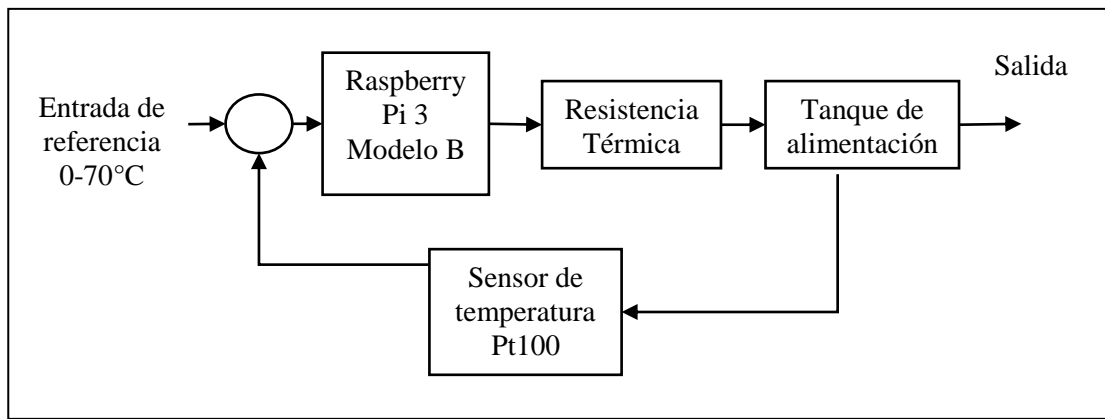 Entrada de
referencia
0-70°C
Raspberry
Pi 3
Modelo B
Resistencia
Térmica
Tanque de
alimentación
Salida
Sensor de
temperatura
Pt100